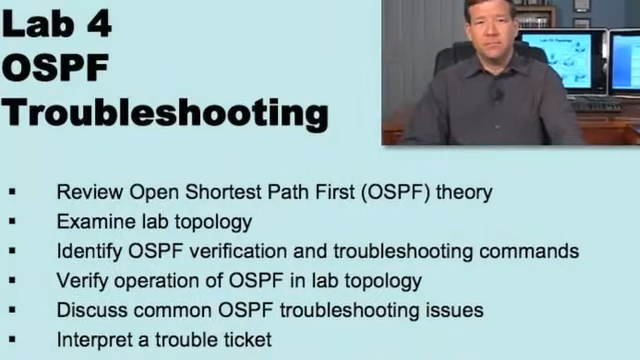 Lab 4
OSPF
Troubleshooting
▪ Review Open Shortest Path First (OSPF) theory
▪ Examine lab topology
▪ Identify OSPF verification and troubleshooting commands
▪ Verify operation of OSPF in lab topology
▪ Discuss common OSPF troubleshooting issues
▪ Interpret a trouble ticket